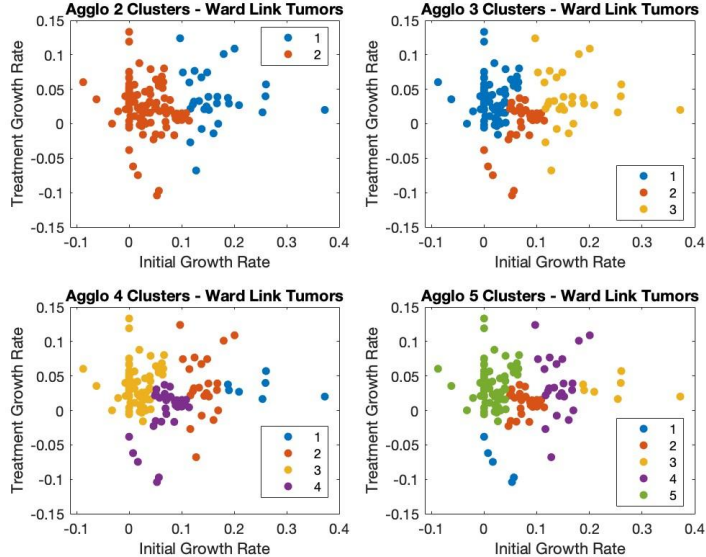 Agglo 2 Clusters - Ward Link Tumors
0.15
0.1
0.05
0
-0.05
-0.1
-0.15
Treatment Growth Rate
1
2
-0.1 0 0.1 0.2 0.3 0.4
Initial Growth Rate
Agglo 3 Clusters - Ward Link Tumors
0.15
0.1
0.05
0
-0.05
-0.1
-0.15
Treatment Growth Rate
1
2
3
-0.1 0 0.1 0.2 0.3 0.4
Initial Growth Rate
Agglo 4 Clusters - Ward Link Tumors
0.15
0.1
0.05
0
-0.05
-0.1
0.15
Treatment Growth Rate
1
2
3
4
-0.1 0 0.1 0.2 0.3 0.4
Initial Growth Rate
Agglo 5 Clusters - Ward Link Tumors
0.15
0.1
0.05
0
-0.05
-0.1
0.15
Treatment Growth Rate
1
2
3
4
5
-0.1 0 0.1 0.2 0.3 0.4
Initial Growth Rate